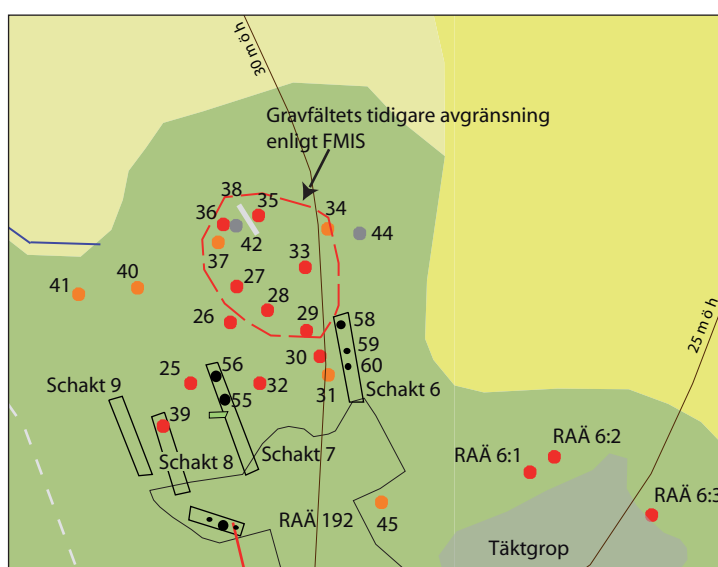 30 m ö h
Gravfältets tidigare avgränsning
enligt FMIS
38
35
36
34
42
44
37
33
40
41
27
28
26
29
58
59
30
60
56
25
32
31
Schakt 6
Schakt 9
55
39
Schakt 7
Schakt 8
25 m ö h
RAÄ 6:2
RAÄ 6:1
RAÄ 6:3
RAÄ 192
45
Täktgrop